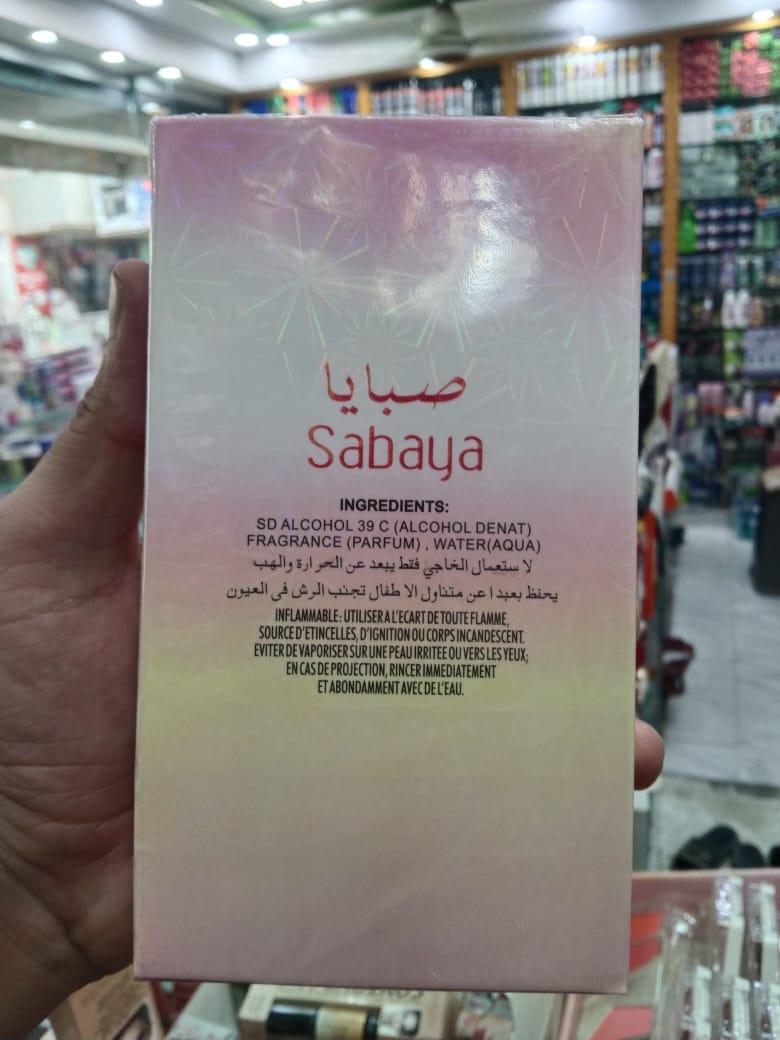 صبايا
Sabaya
INGREDIENTS:
SD ALCOHOL 39 C (ALCOHOL DENAT)
FRAGRANCE (PARFUM) , WATER(AQUA)
لا ستعمال الخاجي فقط يبعد عن الحرارة والهب
يحفظ بعبدا عن متناول الا طفال تجنب الرش فى العيون
INFLAMMABLE: UTILISER A L'ECART DE TOUTE FLAMME,
SOURCE D'ETINCELLES, D'IGNITION OU CORPS INCANDESCENT.
EVITER DE VAPORISER SUR UNE PEAU IRRITEE OU VERS LES YEUX;
EN CAS DE PROJECTION, RINCER IMMEDIATEMENT
ET ABONDAMMENT AVEC DE L'EAU.